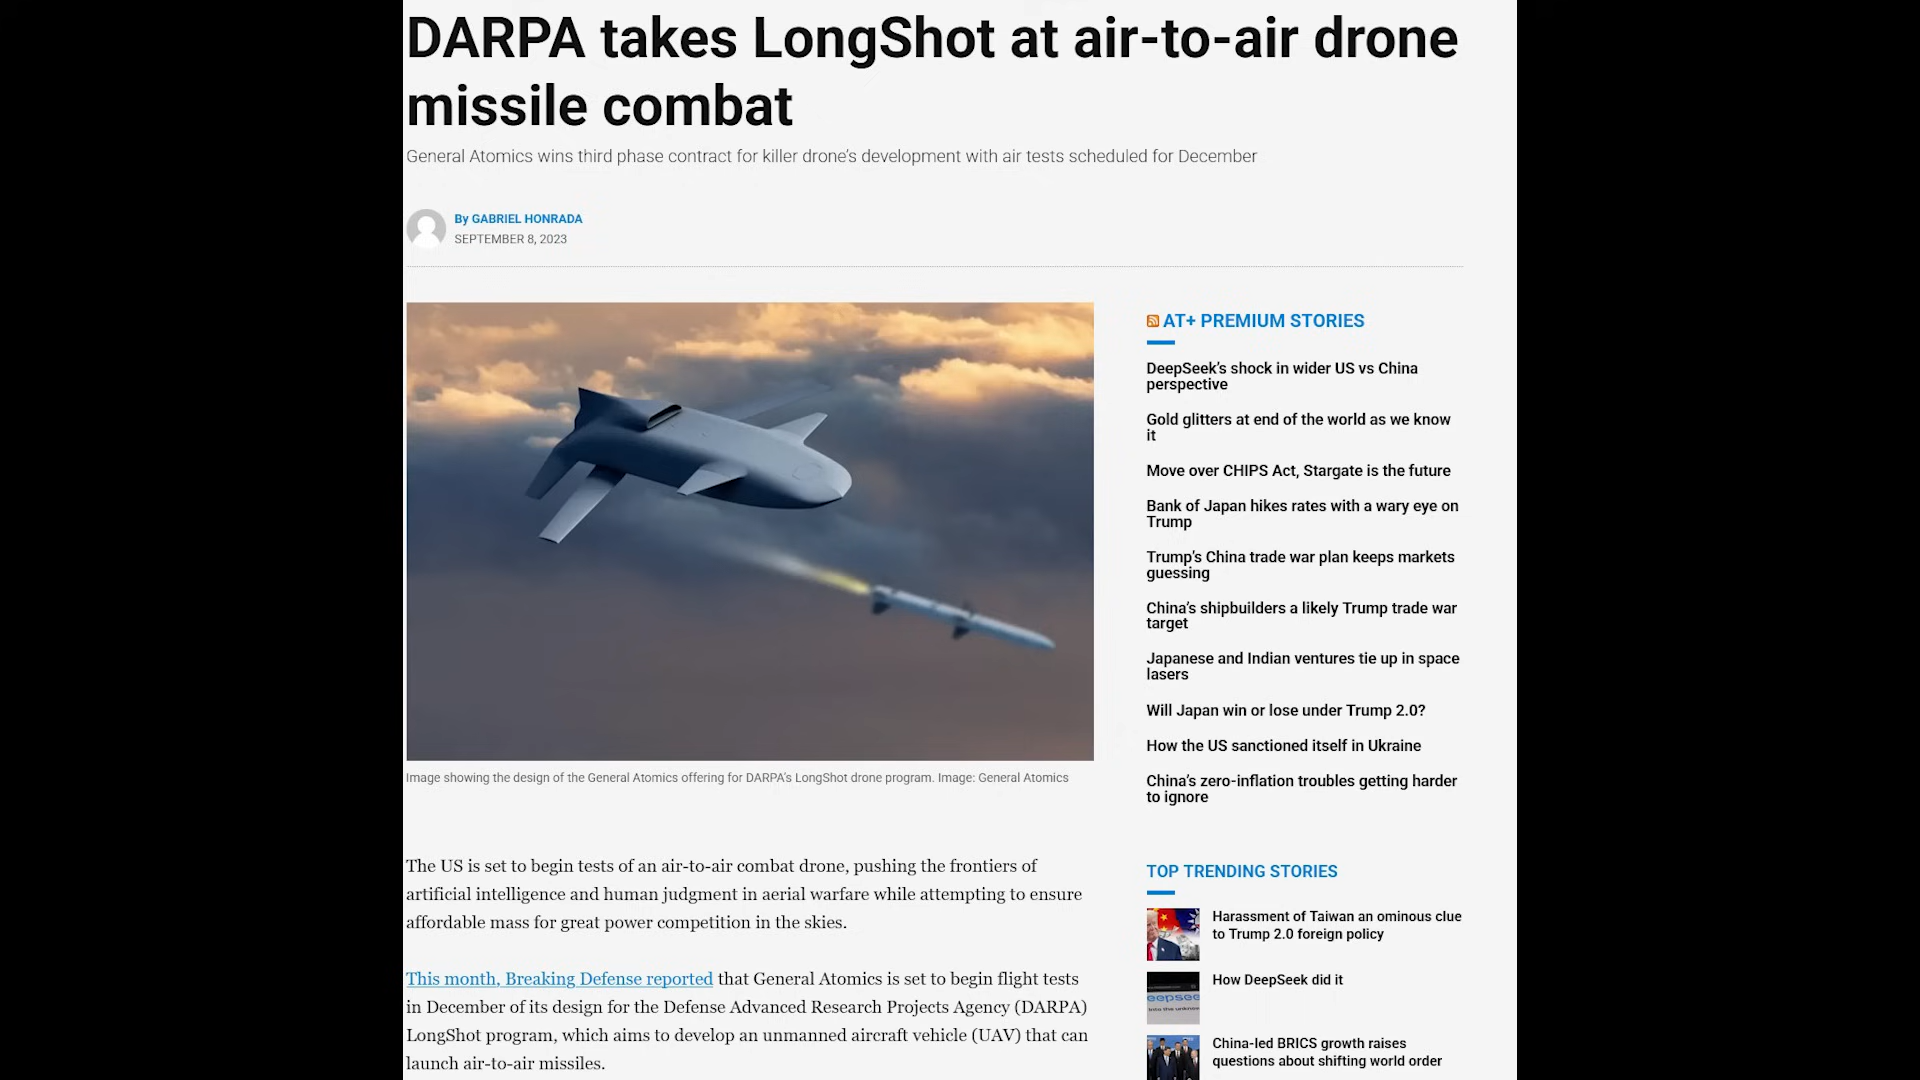 DARPA takes LongShot at air-to-air drone
missile combat
General Atomics wins third phase contract for killer drone's development with air tests scheduled for December
By GABRIEL HONRADA
SEPTEMBER 8, 2023
Image showing the design of the General Atomics offering for DARPA's LongShot drone program. Image: General Atomics
The US is set to begin tests of an air-to-air combat drone, pushing the frontiers of
artificial intelligence and human judgment in aerial warfare while attempting to ensure
affordable mass for great power competition in the skies.
This month, Breaking Defense reported that General Atomics is set to begin flight tests
in December of its design for the Defense Advanced Research Projects Agency (DARPA)
LongShot program, which aims to develop an unmanned aircraft vehicle (UAV) that can
launch air-to-air missiles.
AT+ PREMIUM STORIES
DeepSeek's shock in wider US vs China
perspective
Gold glitters at end of the world as we know
it
Move over CHIPS Act, Stargate is the future
Bank of Japan hikes rates with a wary eye on
Trump
Trump's China trade war plan keeps markets
guessing
China's shipbuilders a likely Trump trade war
target
Japanese and Indian ventures tie up in space
lasers
Will Japan win or lose under Trump 2.0?
How the US sanctioned itself in Ukraine
China's zero-inflation troubles getting harder
to ignore
TOP TRENDING STORIES
Harassment of Taiwan an ominous clue
to Trump 2.0 foreign policy
How DeepSeek did it
eepsee
China-led BRICS growth raises
questions about shifting world order